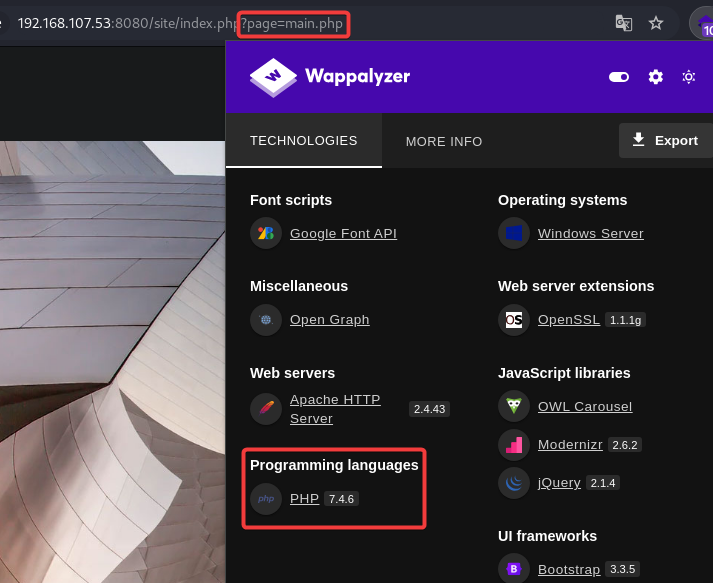 192.168.107.53:8080/site/index.php?page=main.php
Wappalyzer
TECHNOLOGIES
MORE INFO
Export
Font scripts
Google Font API
Miscellaneous
Open Graph
Web servers
Apache HTTP
Server
2.4.43
Programming languages
php
PHP 7.4.6
Operating systems
Windows Server
Web server extensions
OS
OpenSSL 1.1.1g
JavaScript libraries
OWL Carousel
Modernizr 2.6.2
jQuery 2.1.4
UI frameworks
B
Bootstrap 3.3.5